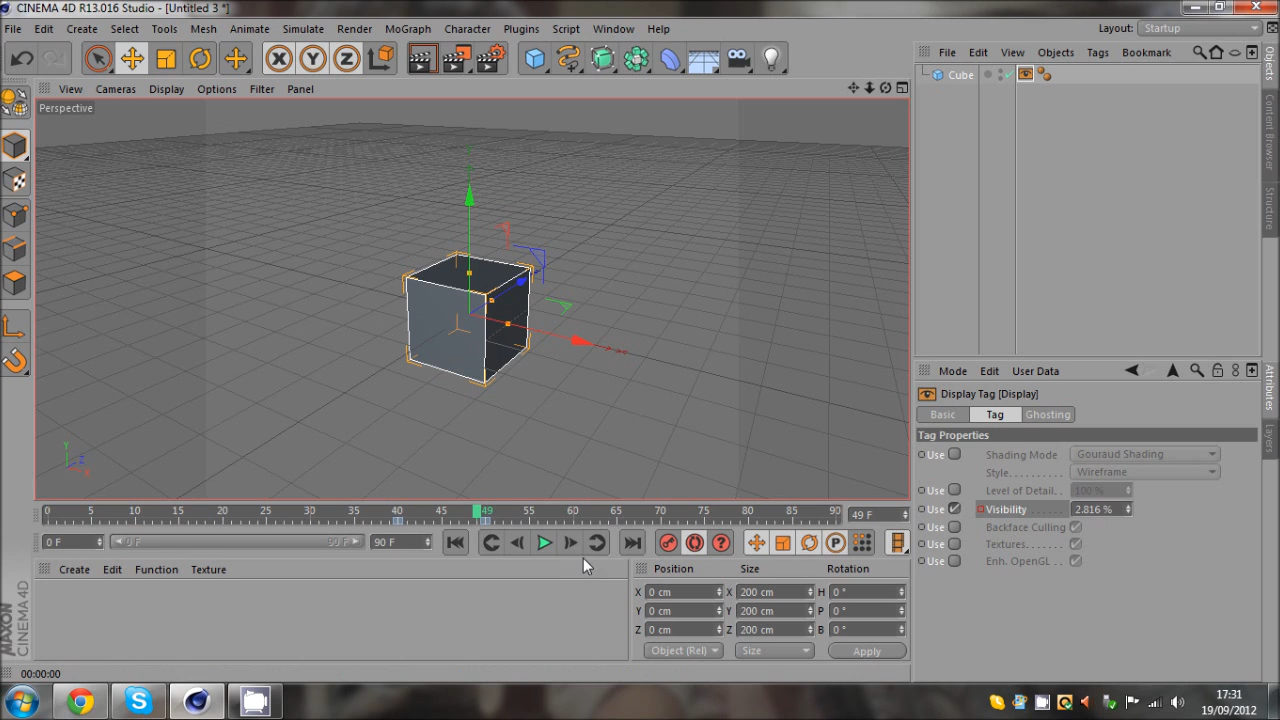 CINEMA 4D R13.016 Studio - [Untitled 3 *]
File Edit Create Select Tools Mesh Animate Simulate Render MoGraph Character Plugins Script Window Help
Layout: Startup
View Cameras Display Options Filter Panel
File Edit View Objects Tags Bookmark
Perspective
Cube
Objects
Content Browser
Structure
Y
Z
X
Mode Edit User Data
Display Tag [Display]
Basic Tag Ghosting
Tag Properties
Use Shading Mode Gouraud Shading
Style. . . . . . . . . Wireframe
Use Level of Detail. . 100 %
Use Visibility . . . . . 2.816 %
Use Backface Culling
Use Textures. . . . . .
Use Enh. OpenGL . .
Attributes
Layers
0 5 10 15 20 25 30 35 40 45 49 55 60 65 70 75 80 85 90
49 F
0 F 0 F 90 F 90 F
Create Edit Function Texture
Position Size Rotation
X 0 cm X 200 cm H 0 °
Y 0 cm Y 200 cm P 0 °
Z 0 cm Z 200 cm B 0 °
Object (Rel) Size Apply
MAXON
CINEMA 4D
00:00:00
17:31
19/09/2012